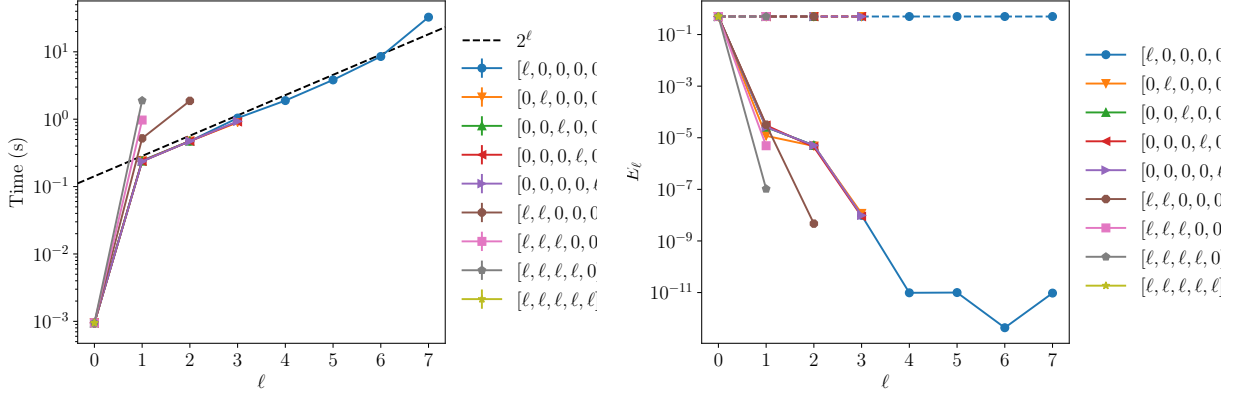 10^1
10^0
10^{-1}
10^{-2}
10^{-3}
Time (s)
0 1 2 3 4 5 6 7
ℓ
2^ℓ
[ℓ, 0, 0, 0, 0
[0, ℓ, 0, 0, 0
[0, 0, ℓ, 0, 0
[0, 0, 0, ℓ, 0
[0, 0, 0, 0, ℓ
[ℓ, ℓ, 0, 0, 0
[ℓ, ℓ, ℓ, 0, 0
[ℓ, ℓ, ℓ, ℓ, 0]
[ℓ, ℓ, ℓ, ℓ, ℓ]
10^{-1}
10^{-3}
10^{-5}
10^{-7}
10^{-9}
10^{-11}
E_ℓ
0 1 2 3 4 5 6 7
ℓ
[ℓ, 0, 0, 0, 0
[0, ℓ, 0, 0, 0
[0, 0, ℓ, 0, 0
[0, 0, 0, ℓ, 0
[0, 0, 0, 0, ℓ
[ℓ, ℓ, 0, 0, 0
[ℓ, ℓ, ℓ, 0, 0
[ℓ, ℓ, ℓ, ℓ, 0]
[ℓ, ℓ, ℓ, ℓ, ℓ]